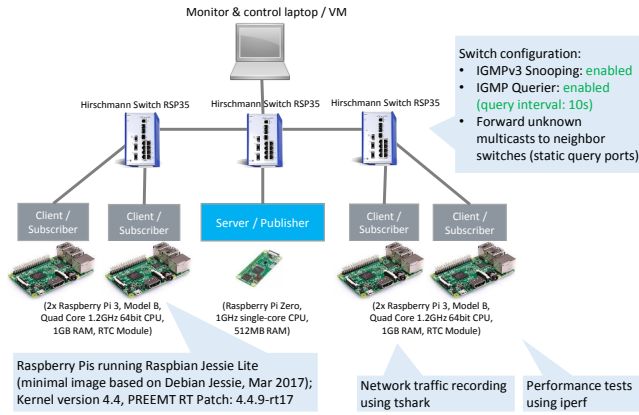 Monitor & control laptop / VM
Switch configuration:
• IGMPv3 Snooping: enabled
• IGMP Querier: enabled
(query interval: 10s)
• Forward unknown
multicasts to neighbor
switches (static query ports)
Hirschmann Switch RSP35
Hirschmann Switch RSP35
Hirschmann Switch RSP35
Client /
Subscriber
Client /
Subscriber
Server / Publisher
Client /
Subscriber
Client /
Subscriber
(2x Raspberry Pi 3, Model B,
Quad Core 1.2GHz 64bit CPU,
1GB RAM, RTC Module)
(Raspberry Pi Zero,
1GHz single-core CPU,
512MB RAM)
(2x Raspberry Pi 3, Model B,
Quad Core 1.2GHz 64bit CPU,
1GB RAM, RTC Module)
Raspberry Pis running Raspbian Jessie Lite
(minimal image based on Debian Jessie, Mar 2017);
Kernel version 4.4, PREEMT RT Patch: 4.4.9-rt17
Network traffic recording
using tshark
Performance tests
using iperf